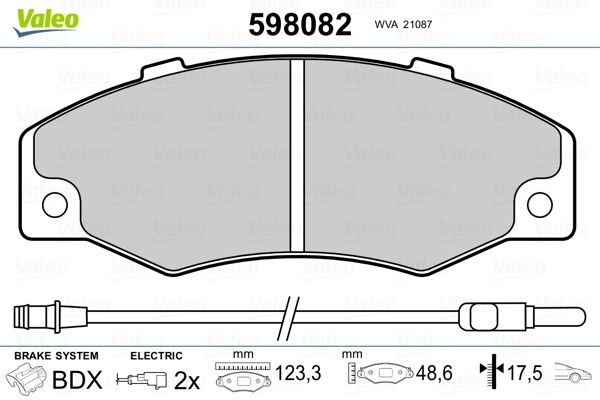 Valeo
598082 WVA 21087
BRAKE SYSTEM
BDX
ELECTRIC
2x
mm
123,3
mm
48,6
17,5